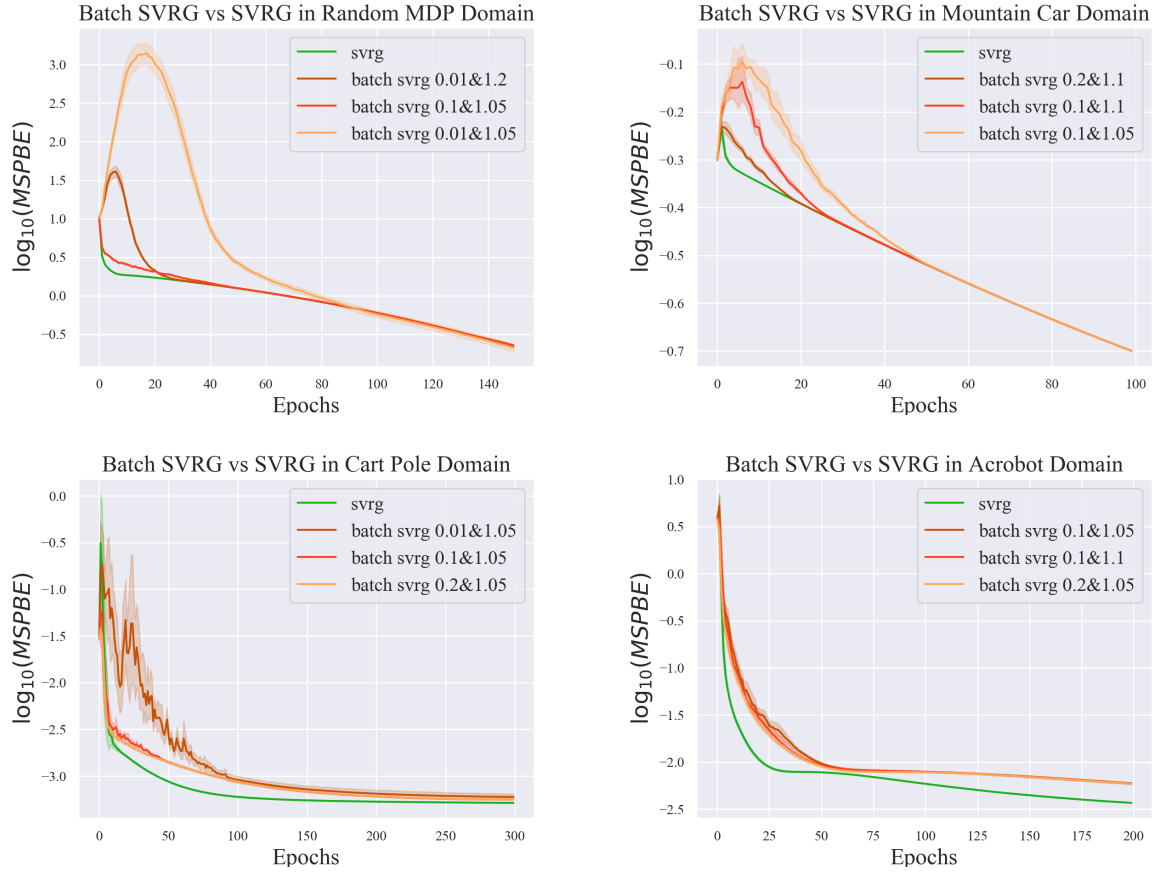 Batch SVRG vs SVRG in Random MDP Domain
log10(MSPBE)
3.0
2.5
2.0
1.5
1.0
0.5
0.0
−0.5
svrg
batch svrg 0.01&1.2
batch svrg 0.1&1.05
batch svrg 0.01&1.05
0 20 40 60 80 100 120 140
Epochs
Batch SVRG vs SVRG in Mountain Car Domain
log10(MSPBE)
−0.1
−0.2
−0.3
−0.4
−0.5
−0.6
−0.7
svrg
batch svrg 0.2&1.1
batch svrg 0.1&1.1
batch svrg 0.1&1.05
0 20 40 60 80 100
Epochs
Batch SVRG vs SVRG in Cart Pole Domain
log10(MSPBE)
0.0
−0.5
−1.0
−1.5
−2.0
−2.5
−3.0
svrg
batch svrg 0.01&1.05
batch svrg 0.1&1.05
batch svrg 0.2&1.05
0 50 100 150 200 250 300
Epochs
Batch SVRG vs SVRG in Acrobot Domain
log10(MSPBE)
1.0
0.5
0.0
−0.5
−1.0
−1.5
−2.0
−2.5
svrg
batch svrg 0.1&1.05
batch svrg 0.1&1.1
batch svrg 0.2&1.05
0 25 50 75 100 125 150 175 200
Epochs